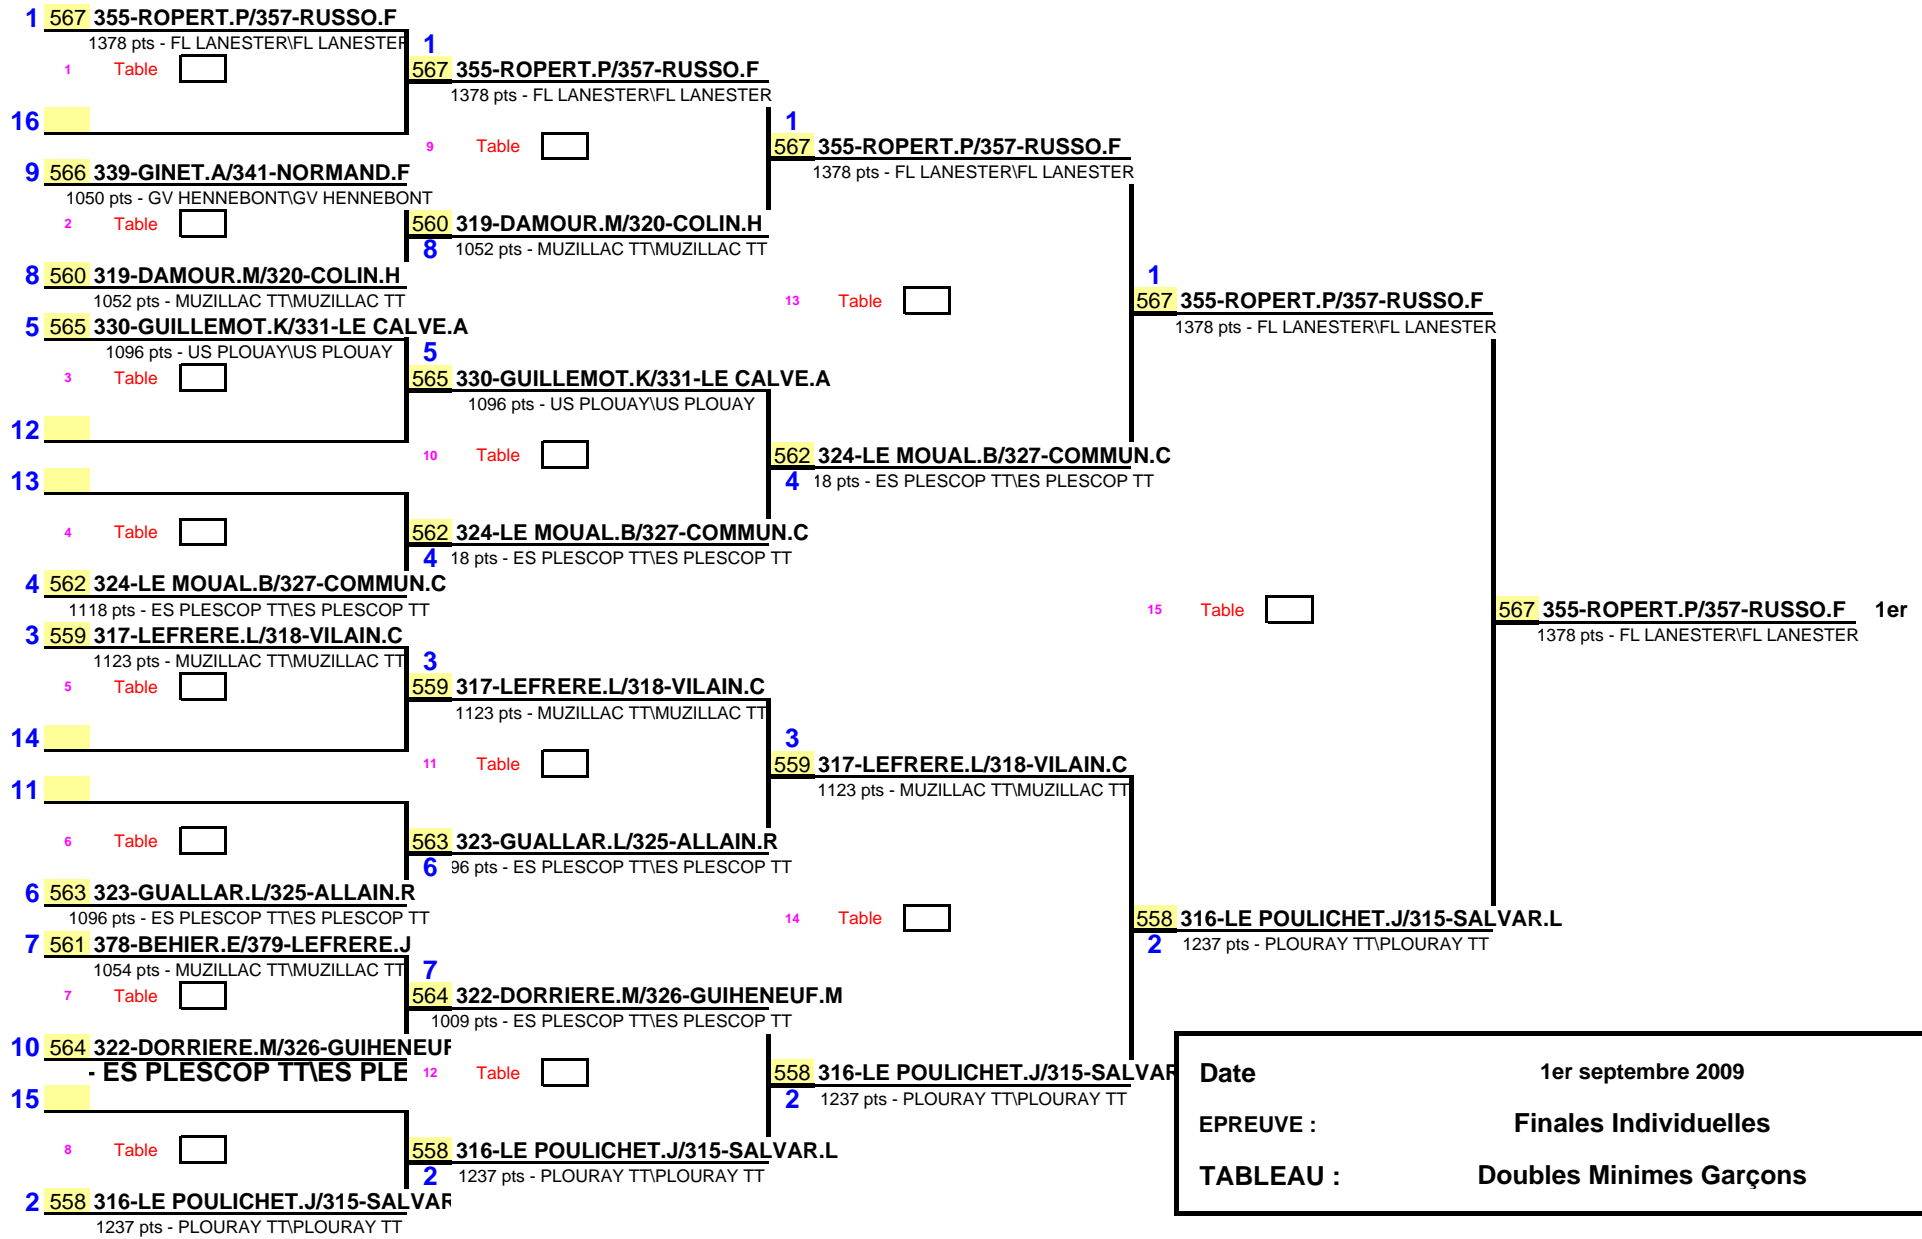 1 567 355-ROPERT.P/357-RUSSO.F
1378 pts - FL LANESTER\FL LANESTER
1 Table
16
9 566 339-GINET.A/341-NORMAND.F
1050 pts - GV HENNEBONT\GV HENNEBONT
2 Table
8 560 319-DAMOUR.M/320-COLIN.H
1052 pts - MUZILLAC TT\MUZILLAC TT
5 565 330-GUILLEMOT.K/331-LE CALVE.A
1096 pts - US PLOUAY\US PLOUAY
3 Table
12
13
4 Table
4 562 324-LE MOUAL.B/327-COMMUN.C
1118 pts - ES PLESCOP TT\ES PLESCOP TT
3 559 317-LEFRERE.L/318-VILAIN.C
1123 pts - MUZILLAC TT\MUZILLAC TT
5 Table
14
11
6 Table
6 563 323-GUALLAR.L/325-ALLAIN.R
1096 pts - ES PLESCOP TT\ES PLESCOP TT
7 561 378-BEHIER.E/379-LEFRERE.J
1054 pts - MUZILLAC TT\MUZILLAC TT
7 Table
10 564 322-DORRIERE.M/326-GUIHENEUF
- ES PLESCOP TT\ES PLE
15
8 Table
2 558 316-LE POULICHET.J/315-SALVAR
1237 pts - PLOURAY TT\PLOURAY TT
1
567 355-ROPERT.P/357-RUSSO.F
1378 pts - FL LANESTER\FL LANESTER
9 Table
560 319-DAMOUR.M/320-COLIN.H
8 1052 pts - MUZILLAC TT\MUZILLAC TT
5
565 330-GUILLEMOT.K/331-LE CALVE.A
1096 pts - US PLOUAY\US PLOUAY
10 Table
562 324-LE MOUAL.B/327-COMMUN.C
4 18 pts - ES PLESCOP TT\ES PLESCOP TT
3
559 317-LEFRERE.L/318-VILAIN.C
1123 pts - MUZILLAC TT\MUZILLAC TT
11 Table
563 323-GUALLAR.L/325-ALLAIN.R
6 96 pts - ES PLESCOP TT\ES PLESCOP TT
7
564 322-DORRIERE.M/326-GUIHENEUF.M
1009 pts - ES PLESCOP TT\ES PLESCOP TT
12 Table
558 316-LE POULICHET.J/315-SALVAR.L
2 1237 pts - PLOURAY TT\PLOURAY TT
1
567 355-ROPERT.P/357-RUSSO.F
1378 pts - FL LANESTER\FL LANESTER
13 Table
562 324-LE MOUAL.B/327-COMMUN.C
4 18 pts - ES PLESCOP TT\ES PLESCOP TT
3
559 317-LEFRERE.L/318-VILAIN.C
1123 pts - MUZILLAC TT\MUZILLAC TT
14 Table
558 316-LE POULICHET.J/315-SALVAR
2 1237 pts - PLOURAY TT\PLOURAY TT
1
567 355-ROPERT.P/357-RUSSO.F
1378 pts - FL LANESTER\FL LANESTER
15 Table
558 316-LE POULICHET.J/315-SALVAR.L
2 1237 pts - PLOURAY TT\PLOURAY TT
567 355-ROPERT.P/357-RUSSO.F 1er
1378 pts - FL LANESTER\FL LANESTER
Date 1er septembre 2009
EPREUVE : Finales Individuelles
TABLEAU : Doubles Minimes Garçons